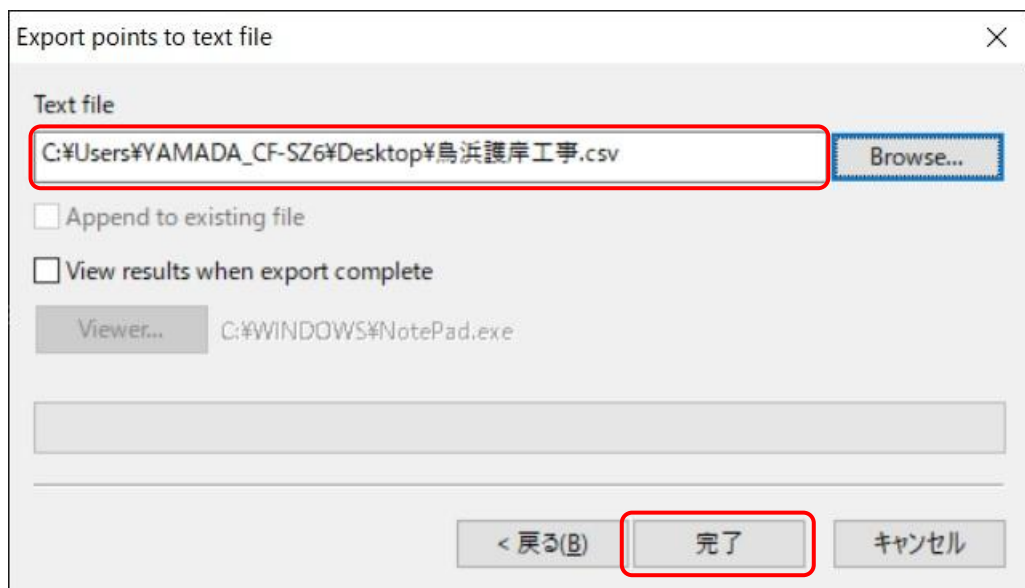 Export points to text file
Text file
C:¥Users¥YAMADA_CF-SZ6¥Desktop¥鳥浜護岸工事.csv
Browse...
Append to existing file
View results when export complete
Viewer...
C:¥WINDOWS¥NotePad.exe
< 戻る(B)
完了
キャンセル